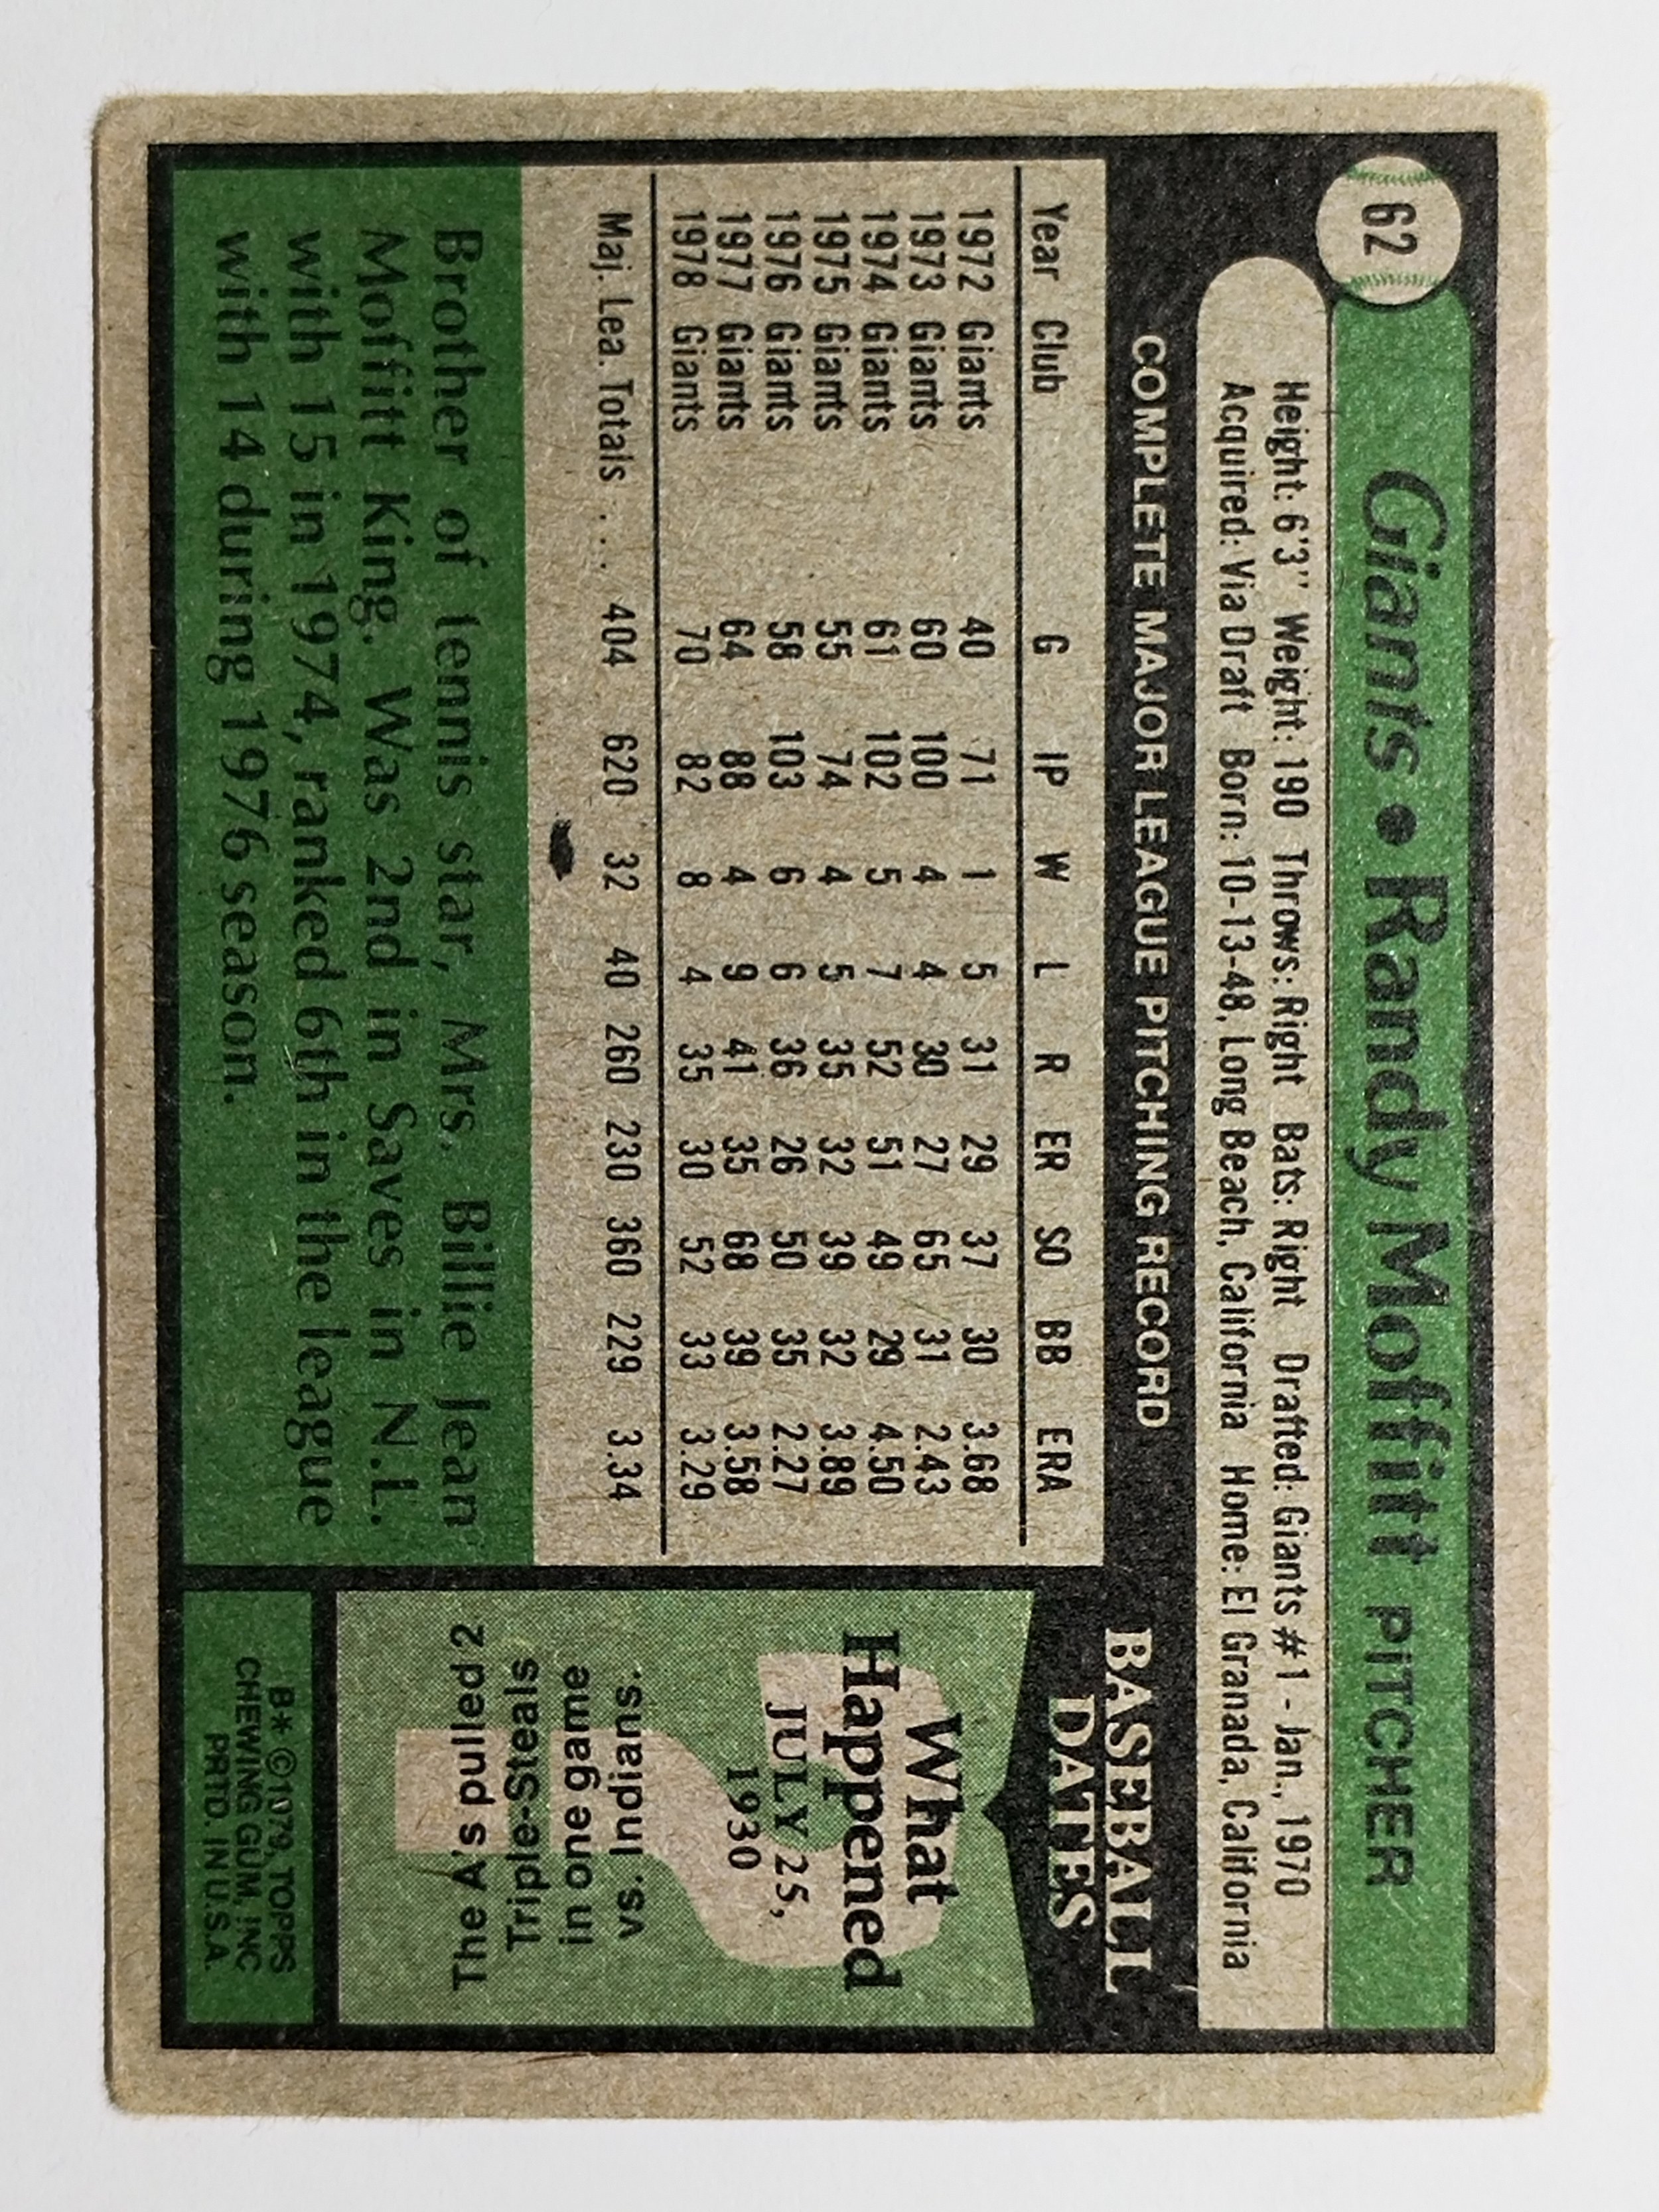 62
Giants • Randy Moffitt PITCHER
Height: 6'3" Weight: 190 Throws: Right Bats: Right Drafted: Giants #1 - Jan., 1970
Acquired: Via Draft Born: 10-13-48, Long Beach, California Home: El Granada, California
COMPLETE MAJOR LEAGUE PITCHING RECORD
Year Club G IP W L R ER SO BB ERA
1972 Giants 40 71 1 5 31 29 37 30 3.68
1973 Giants 60 100 4 4 30 27 65 31 2.43
1974 Giants 61 102 5 7 52 51 49 29 4.50
1975 Giants 55 74 4 5 35 32 39 32 3.89
1976 Giants 58 103 6 6 36 26 50 35 2.27
1977 Giants 64 88 4 9 41 35 68 39 3.58
1978 Giants 70 82 8 4 35 30 52 33 3.29
Maj. Lea. Totals .... 404 620 32 40 260 230 360 229 3.34
Brother of tennis star, Mrs. Billie Jean
Moffitt King. Was 2nd in Saves in N.L.
with 15 in 1974, ranked 6th in the league
with 14 during 1976 season.
BASEBALL
DATES
What
Happened
JULY 25,
1930
The A's pulled 2
Triple-Steals
in one game
vs. Indians.
B* ©1979, TOPPS
CHEWING GUM, INC
PRTD. IN U.S.A.